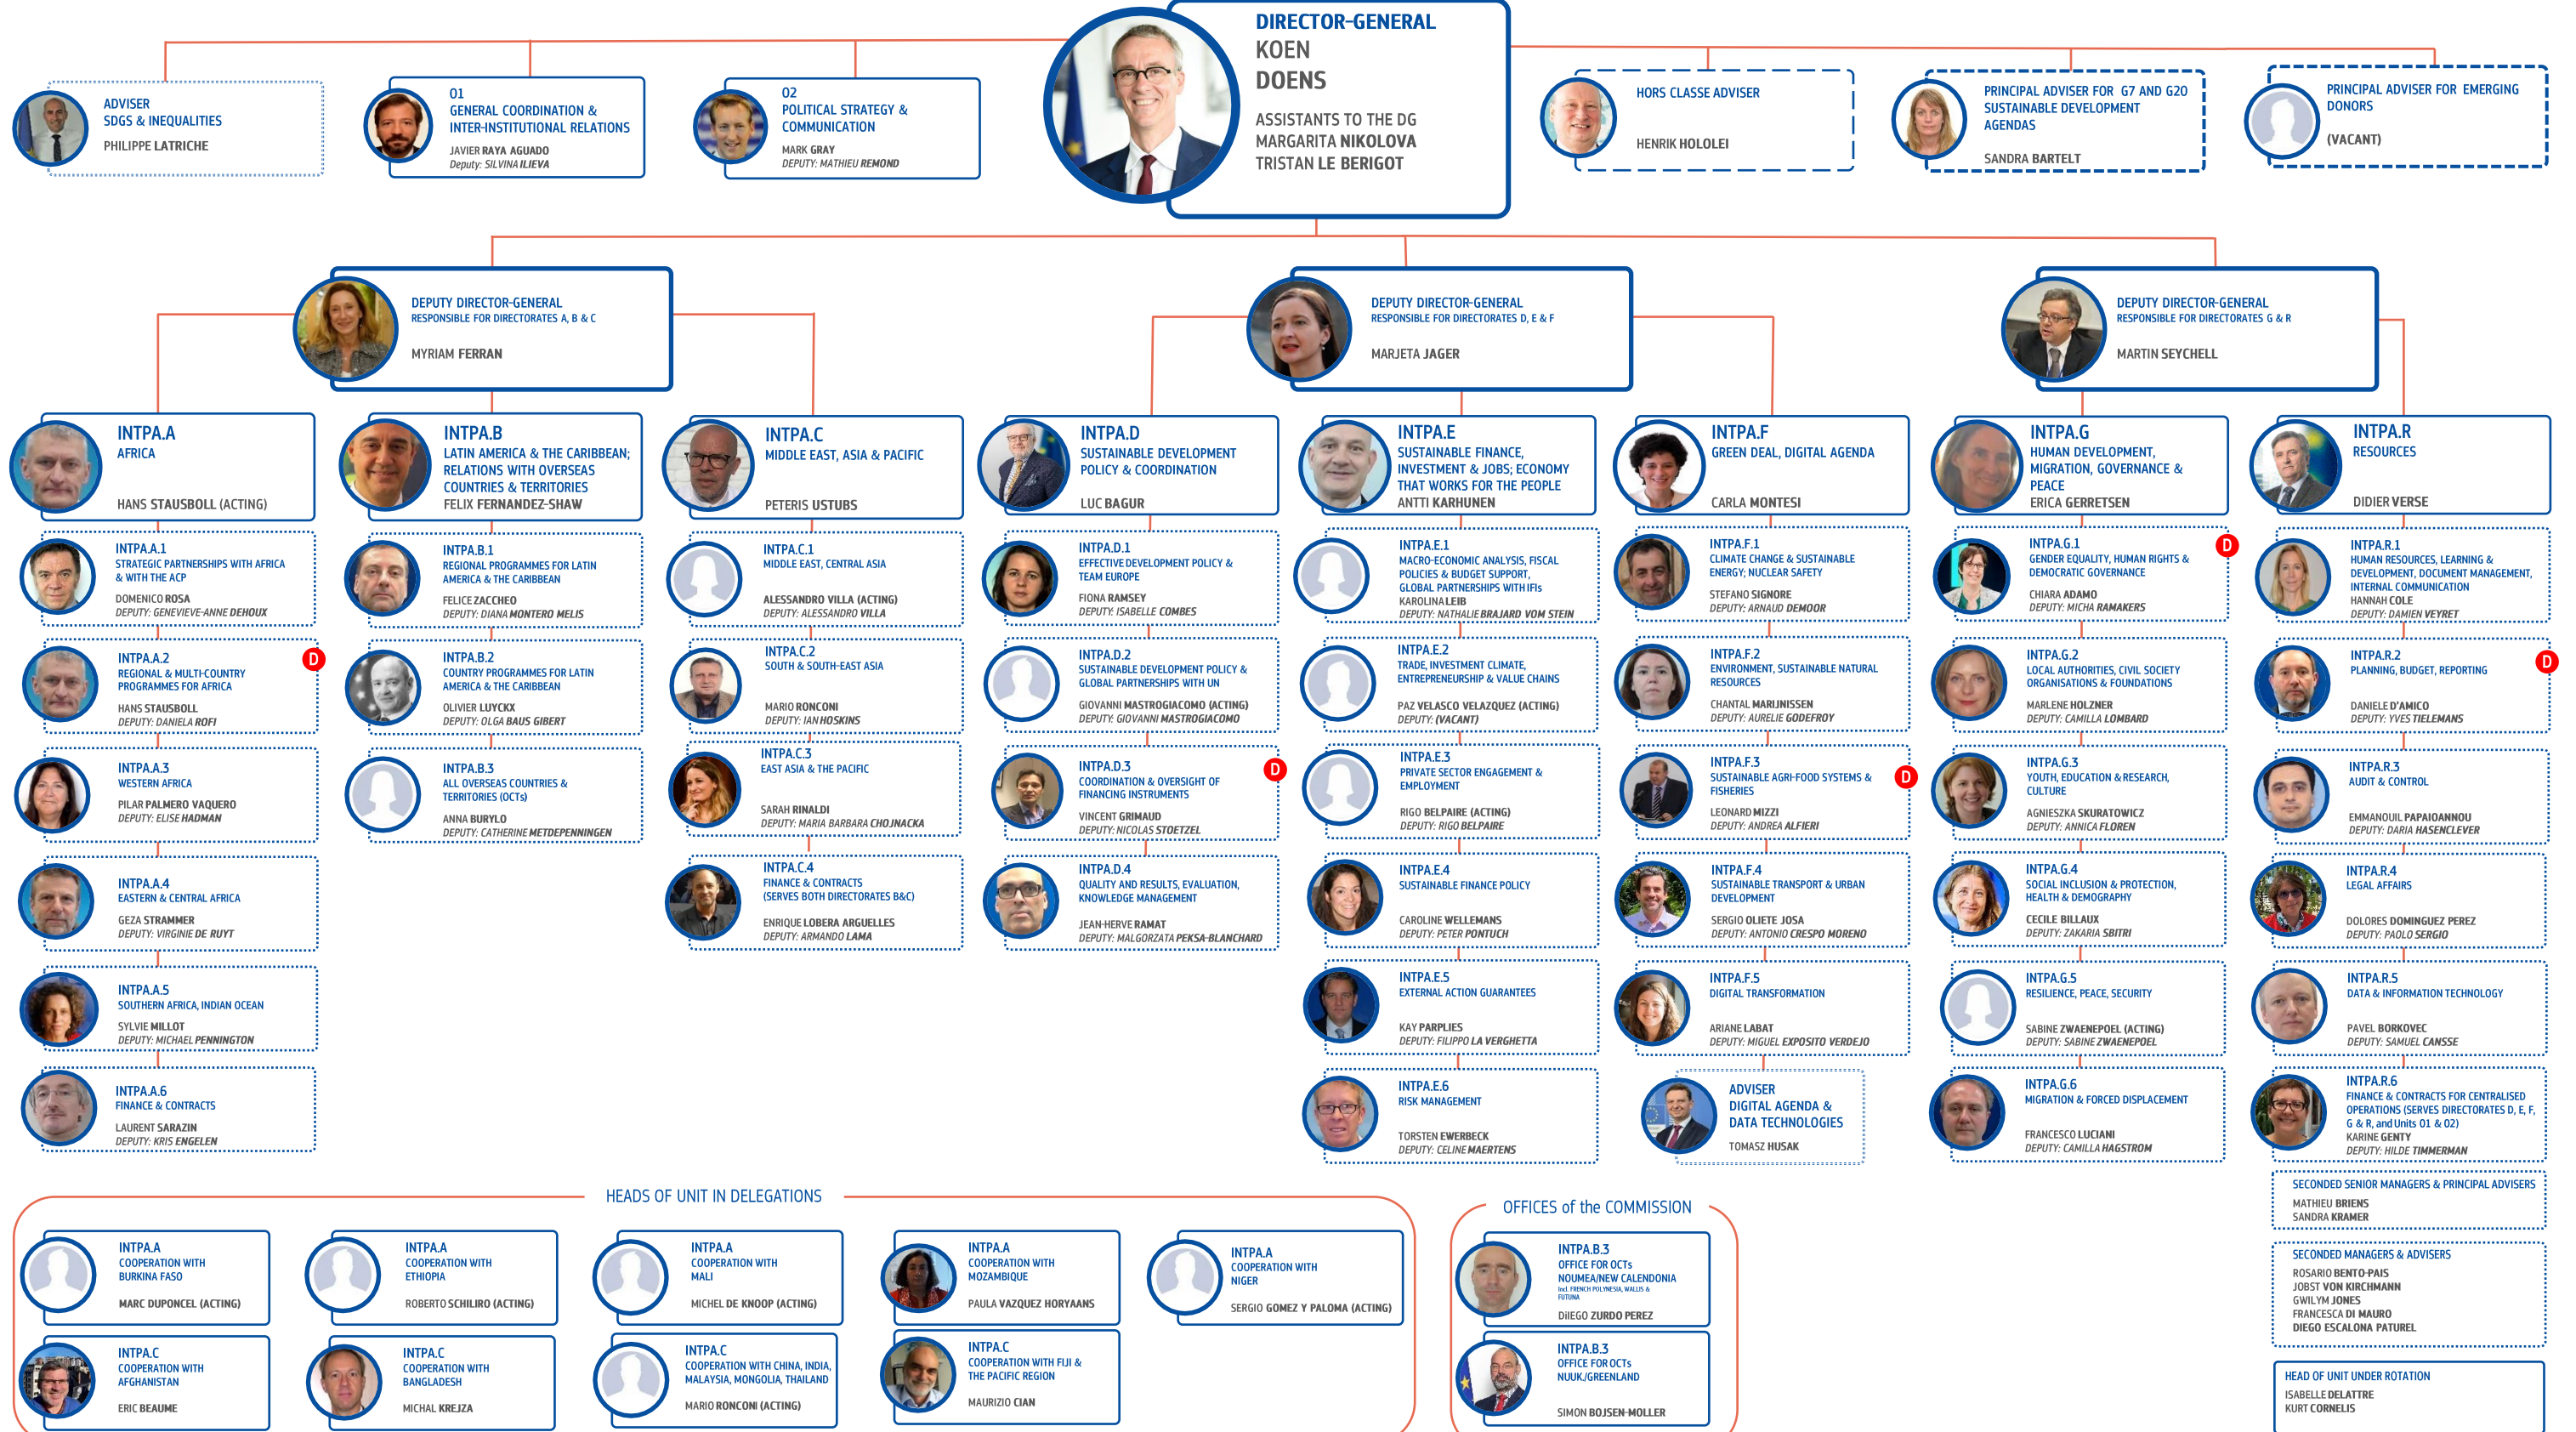 DIRECTOR-GENERAL
KOEN
DOENS
ASSISTANTS TO THE DG
MARGARITA NIKOLOVA
TRISTAN LE BERIGOT
ADVISER
SDGS & INEQUALITIES
PHILIPPE LATRICHE
01
GENERAL COORDINATION &
INTER-INSTITUTIONAL RELATIONS
JAVIER RAYA AGUADO
Deputy: SILVINA ILIEVA
02
POLITICAL STRATEGY &
COMMUNICATION
MARK GRAY
DEPUTY: MATHIEU REMOND
HORS CLASSE ADVISER
HENRIK HOLOLEI
PRINCIPAL ADVISER FOR G7 AND G20
SUSTAINABLE DEVELOPMENT
AGENDAS
SANDRA BARTELT
PRINCIPAL ADVISER FOR EMERGING
DONORS
(VACANT)
DEPUTY DIRECTOR-GENERAL
RESPONSIBLE FOR DIRECTORATES A, B & C
MYRIAM FERRAN
DEPUTY DIRECTOR-GENERAL
RESPONSIBLE FOR DIRECTORATES D, E & F
MARJETA JAGER
DEPUTY DIRECTOR-GENERAL
RESPONSIBLE FOR DIRECTORATES G & R
MARTIN SEYCHELL
INTPA.A
AFRICA
HANS STAUSBOLL (ACTING)
INTPA.A.1
STRATEGIC PARTNERSHIPS WITH AFRICA
& WITH THE ACP
DOMENICO ROSA
DEPUTY: GENEVIEVE-ANNE DEHOUX
INTPA.A.2
REGIONAL & MULTI-COUNTRY
PROGRAMMES FOR AFRICA
HANS STAUSBOLL
DEPUTY: DANIELA ROFI
D
INTPA.A.3
WESTERN AFRICA
PILAR PALMERO VAQUERO
DEPUTY: ELISE HADMAN
INTPA.A.4
EASTERN & CENTRAL AFRICA
GEZA STRAMMER
DEPUTY: VIRGINIE DE RUYT
INTPA.A.5
SOUTHERN AFRICA, INDIAN OCEAN
SYLVIE MILLOT
DEPUTY: MICHAEL PENNINGTON
INTPA.A.6
FINANCE & CONTRACTS
LAURENT SARAZIN
DEPUTY: KRIS ENGELEN
INTPA.B
LATIN AMERICA & THE CARIBBEAN;
RELATIONS WITH OVERSEAS
COUNTRIES & TERRITORIES
FELIX FERNANDEZ-SHAW
INTPA.B.1
REGIONAL PROGRAMMES FOR LATIN
AMERICA & THE CARIBBEAN
FELICE ZACCHEO
DEPUTY: DIANA MONTERO MELIS
INTPA.B.2
COUNTRY PROGRAMMES FOR LATIN
AMERICA & THE CARIBBEAN
OLIVIER LUYCKX
DEPUTY: OLGA BAUS GIBERT
INTPA.B.3
ALL OVERSEAS COUNTRIES &
TERRITORIES (OCTs)
ANNA BURYLO
DEPUTY: CATHERINE METDEPENNINGEN
INTPA.C
MIDDLE EAST, ASIA & PACIFIC
PETERIS USTUBS
INTPA.C.1
MIDDLE EAST, CENTRAL ASIA
ALESSANDRO VILLA (ACTING)
DEPUTY: ALESSANDRO VILLA
INTPA.C.2
SOUTH & SOUTH-EAST ASIA
MARIO RONCONI
DEPUTY: IAN HOSKINS
INTPA.C.3
EAST ASIA & THE PACIFIC
SARAH RINALDI
DEPUTY: MARIA BARBARA CHOJNACKA
INTPA.C.4
FINANCE & CONTRACTS
(SERVES BOTH DIRECTORATES B&C)
ENRIQUE LOBERA ARGUELLES
DEPUTY: ARMANDO LAMA
INTPA.D
SUSTAINABLE DEVELOPMENT
POLICY & COORDINATION
LUC BAGUR
INTPA.D.1
EFFECTIVE DEVELOPMENT POLICY &
TEAM EUROPE
FIONA RAMSEY
DEPUTY: ISABELLE COMBES
INTPA.D.2
SUSTAINABLE DEVELOPMENT POLICY &
GLOBAL PARTNERSHIPS WITH UN
GIOVANNI MASTROGIACOMO (ACTING)
DEPUTY: GIOVANNI MASTROGIACOMO
INTPA.D.3
COORDINATION & OVERSIGHT OF
FINANCING INSTRUMENTS
VINCENT GRIMAUD
DEPUTY: NICOLAS STOETZEL
D
INTPA.D.4
QUALITY AND RESULTS, EVALUATION,
KNOWLEDGE MANAGEMENT
JEAN-HERVE RAMAT
DEPUTY: MALGORZATA PEKSA-BLANCHARD
INTPA.E
SUSTAINABLE FINANCE,
INVESTMENT & JOBS; ECONOMY
THAT WORKS FOR THE PEOPLE
ANTTI KARHUNEN
INTPA.E.1
MACRO-ECONOMIC ANALYSIS, FISCAL
POLICIES & BUDGET SUPPORT,
GLOBAL PARTNERSHIPS WITH IFIs
KAROLINA LEIB
DEPUTY: NATHALIE BRAJARD VOM STEIN
INTPA.E.2
TRADE, INVESTMENT CLIMATE,
ENTREPRENEURSHIP & VALUE CHAINS
PAZ VELASCO VELAZQUEZ (ACTING)
DEPUTY: (VACANT)
INTPA.E.3
PRIVATE SECTOR ENGAGEMENT &
EMPLOYMENT
RIGO BELPAIRE (ACTING)
DEPUTY: RIGO BELPAIRE
INTPA.E.4
SUSTAINABLE FINANCE POLICY
CAROLINE WELLEMANS
DEPUTY: PETER PONTUCH
INTPA.E.5
EXTERNAL ACTION GUARANTEES
KAY PARPLIES
DEPUTY: FILIPPO LA VERGHETTA
INTPA.E.6
RISK MANAGEMENT
TORSTEN EWERBECK
DEPUTY: CELINE MAERTENS
INTPA.F
GREEN DEAL, DIGITAL AGENDA
CARLA MONTESI
INTPA.F.1
CLIMATE CHANGE & SUSTAINABLE
ENERGY; NUCLEAR SAFETY
STEFANO SIGNORE
DEPUTY: ARNAUD DEMOOR
INTPA.F.2
ENVIRONMENT, SUSTAINABLE NATURAL
RESOURCES
CHANTAL MARIJNISSEN
DEPUTY: AURELIE GODEFROY
INTPA.F.3
SUSTAINABLE AGRI-FOOD SYSTEMS &
FISHERIES
LEONARD MIZZI
DEPUTY: ANDREA ALFIERI
D
INTPA.F.4
SUSTAINABLE TRANSPORT & URBAN
DEVELOPMENT
SERGIO OLIETE JOSA
DEPUTY: ANTONIO CRESPO MORENO
INTPA.F.5
DIGITAL TRANSFORMATION
ARIANE LABAT
DEPUTY: MIGUEL EXPOSITO VERDEJO
ADVISER
DIGITAL AGENDA &
DATA TECHNOLOGIES
TOMASZ HUSAK
INTPA.G
HUMAN DEVELOPMENT,
MIGRATION, GOVERNANCE &
PEACE
ERICA GERRETSEN
INTPA.G.1
GENDER EQUALITY, HUMAN RIGHTS &
DEMOCRATIC GOVERNANCE
CHIARA ADAMO
DEPUTY: MICHA RAMAKERS
D
INTPA.G.2
LOCAL AUTHORITIES, CIVIL SOCIETY
ORGANISATIONS & FOUNDATIONS
MARLENE HOLZNER
DEPUTY: CAMILLA LOMBARD
INTPA.G.3
YOUTH, EDUCATION & RESEARCH,
CULTURE
AGNIESZKA SKURATOWICZ
DEPUTY: ANNICA FLOREN
INTPA.G.4
SOCIAL INCLUSION & PROTECTION,
HEALTH & DEMOGRAPHY
CECILE BILLAUX
DEPUTY: ZAKARIA SBITRI
INTPA.G.5
RESILIENCE, PEACE, SECURITY
SABINE ZWAENEPOEL (ACTING)
DEPUTY: SABINE ZWAENEPOEL
INTPA.G.6
MIGRATION & FORCED DISPLACEMENT
FRANCESCO LUCIANI
DEPUTY: CAMILLA HAGSTROM
INTPA.R
RESOURCES
DIDIER VERSE
INTPA.R.1
HUMAN RESOURCES, LEARNING &
DEVELOPMENT, DOCUMENT MANAGEMENT,
INTERNAL COMMUNICATION
HANNAH COLE
DEPUTY: DAMIEN VEYRET
INTPA.R.2
PLANNING, BUDGET, REPORTING
DANIELE D'AMICO
DEPUTY: YVES TIELEMANS
D
INTPA.R.3
AUDIT & CONTROL
EMMANOUIL PAPAIOANNOU
DEPUTY: DARIA HASENCLEVER
INTPA.R.4
LEGAL AFFAIRS
DOLORES DOMINGUEZ PEREZ
DEPUTY: PAOLO SERGIO
INTPA.R.5
DATA & INFORMATION TECHNOLOGY
PAVEL BORKOVEC
DEPUTY: SAMUEL CANSSE
INTPA.R.6
FINANCE & CONTRACTS FOR CENTRALISED
OPERATIONS (SERVES DIRECTORATES D, E, F,
G & R, and Units 01 & 02)
KARINE GENTY
DEPUTY: HILDE TIMMERMAN
SECONDED SENIOR MANAGERS & PRINCIPAL ADVISERS
MATHIEU BRIENS
SANDRA KRAMER
SECONDED MANAGERS & ADVISERS
ROSARIO BENTO-PAIS
JOBST VON KIRCHMANN
GWILYM JONES
FRANCESCA DI MAURO
DIEGO ESCALONA PATUREL
HEAD OF UNIT UNDER ROTATION
ISABELLE DELATTRE
KURT CORNELIS
HEADS OF UNIT IN DELEGATIONS
INTPA.A
COOPERATION WITH
BURKINA FASO
MARC DUPONCEL (ACTING)
INTPA.A
COOPERATION WITH
ETHIOPIA
ROBERTO SCHILIRO (ACTING)
INTPA.A
COOPERATION WITH
MALI
MICHEL DE KNOOP (ACTING)
INTPA.A
COOPERATION WITH
MOZAMBIQUE
PAULA VAZQUEZ HORYAANS
INTPA.A
COOPERATION WITH
NIGER
SERGIO GOMEZ Y PALOMA (ACTING)
INTPA.C
COOPERATION WITH
AFGHANISTAN
ERIC BEAUME
INTPA.C
COOPERATION WITH
BANGLADESH
MICHAL KREJZA
INTPA.C
COOPERATION WITH CHINA, INDIA,
MALAYSIA, MONGOLIA, THAILAND
MARIO RONCONI (ACTING)
INTPA.C
COOPERATION WITH FIJI &
THE PACIFIC REGION
MAURIZIO CIAN
OFFICES of the COMMISSION
INTPA.B.3
OFFICE FOR OCTs
NOUMEA/NEW CALENDONIA
Incl. FRENCH POLYNESIA, WALLIS &
FUTUNA
DiIEGO ZURDO PEREZ
INTPA.B.3
OFFICE FOR OCTs
NUUK/GREENLAND
SIMON BOJSEN-MOLLER